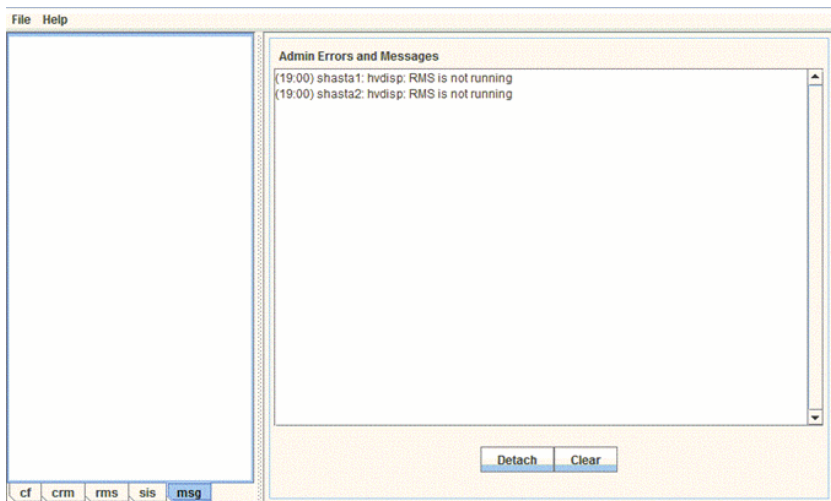 File Help
Admin Errors and Messages
(19:00) shasta1: hvdisp: RMS is not running
(19:00) shasta2: hvdisp: RMS is not running
Detach Clear
cf crm rms sis msg